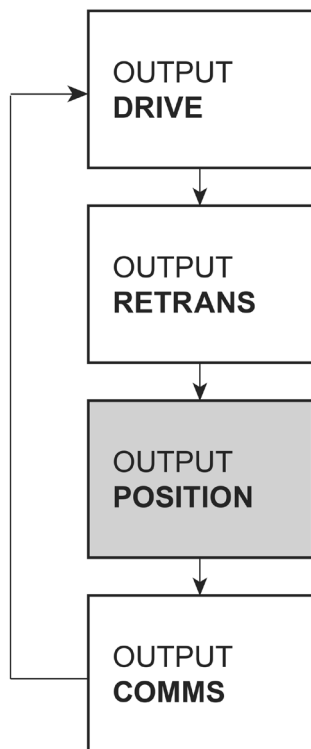 OUTPUT
DRIVE
OUTPUT
RETRANS
OUTPUT
POSITION
OUTPUT
COMMS